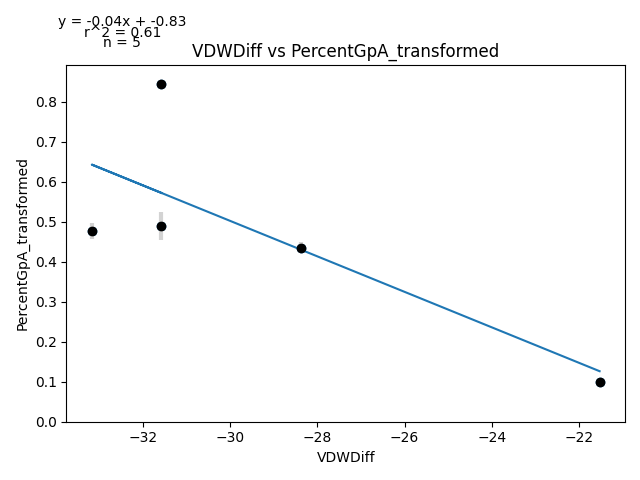 y = -0.04x + -0.83
r^2 = 0.61
n = 5
VDWDiff vs PercentGpA_transformed
0.8
0.7
0.6
0.5
0.4
0.3
0.2
0.1
0.0
PercentGpA_transformed
−32 −30 −28 −26 −24 −22
VDWDiff